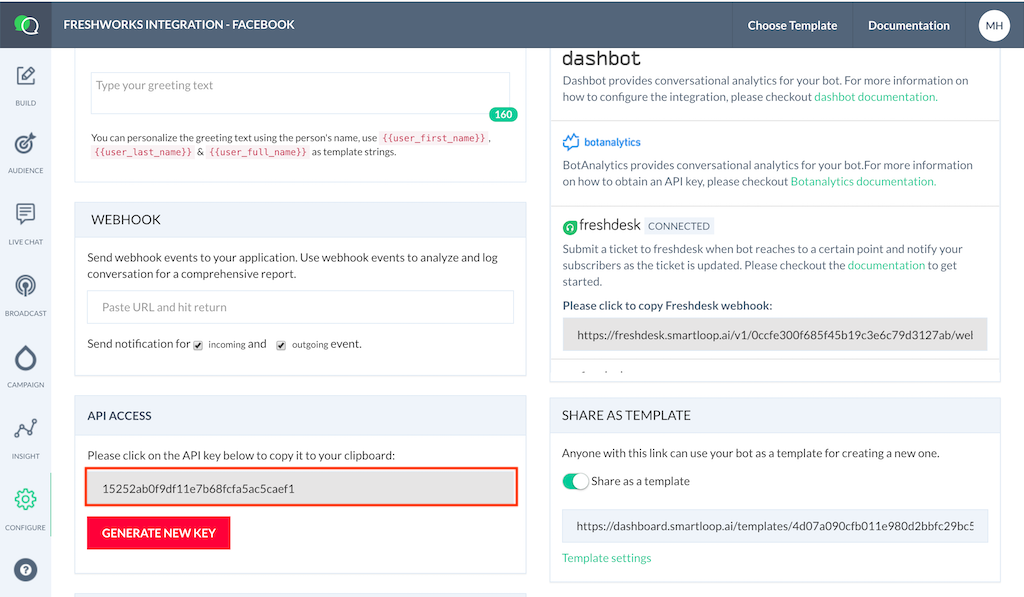 FRESHWORKS INTEGRATION - FACEBOOK
Choose Template
Documentation
MH
BUILD
AUDIENCE
LIVE CHAT
BROADCAST
CAMPAIGN
INSIGHT
CONFIGURE
?
Type your greeting text
160
You can personalize the greeting text using the person's name, use {{user_first_name}} ,
{{user_last_name}} & {{user_full_name}} as template strings.
WEBHOOK
Send webhook events to your application. Use webhook events to analyze and log
conversation for a comprehensive report.
Paste URL and hit return
Send notification for incoming and outgoing event.
API ACCESS
Please click on the API key below to copy it to your clipboard:
15252ab0f9df11e7b68fcfa5ac5caef1
GENERATE NEW KEY
dashbot
Dashbot provides conversational analytics for your bot. For more information on
how to configure the integration, please checkout dashbot documentation.
botanalytics
BotAnalytics provides conversational analytics for your bot.For more information
on how to obtain an API key, please checkout Botanalytics documentation.
freshdesk CONNECTED
Submit a ticket to freshdesk when bot reaches to a certain point and notify your
subscribers as the ticket is updated. Please checkout the documentation to get
started.
Please click to copy Freshdesk webhook:
https://freshdesk.smartloop.ai/v1/0ccfe300f685f45b19c3e6c79d3127ab/wel
SHARE AS TEMPLATE
Anyone with this link can use your bot as a template for creating a new one.
Share as a template
https://dashboard.smartloop.ai/templates/4d07a090cfb011e980d2bbfc29bc5
Template settings